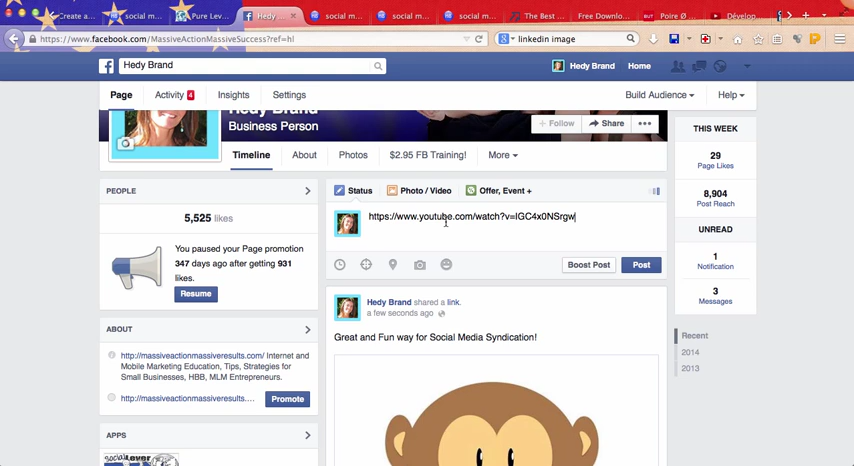 Create a ...
social m...
Pure Lev...
Hedy ...
social m...
social m...
social m...
The Best ...
Free Downlo...
BUT Poire Ø ...
Dévelop...
https://www.facebook.com/MassiveActionMassiveSuccess?ref=hl
linkedin image
Hedy Brand
Hedy Brand Home
Page Activity 4 Insights Settings Build Audience Help
Hedy Brand
Business Person
+ Follow Share
Timeline About Photos $2.95 FB Training! More
THIS WEEK
29
Page Likes
8,904
Post Reach
UNREAD
1
Notification
3
Messages
Recent
2014
2013
PEOPLE
5,525 likes
You paused your Page promotion
347 days ago after getting 931
likes.
Resume
ABOUT
http://massiveactionmassiveresults.com/ Internet and
Mobile Marketing Education, Tips, Strategies for
Small Businesses, HBB, MLM Entrepreneurs.
http://massiveactionmassiveresults....
Promote
APPS
Status Photo / Video Offer, Event +
https://www.youtube.com/watch?v=IGC4x0NSrgw
Boost Post Post
Hedy Brand shared a link.
a few seconds ago
Great and Fun way for Social Media Syndication!